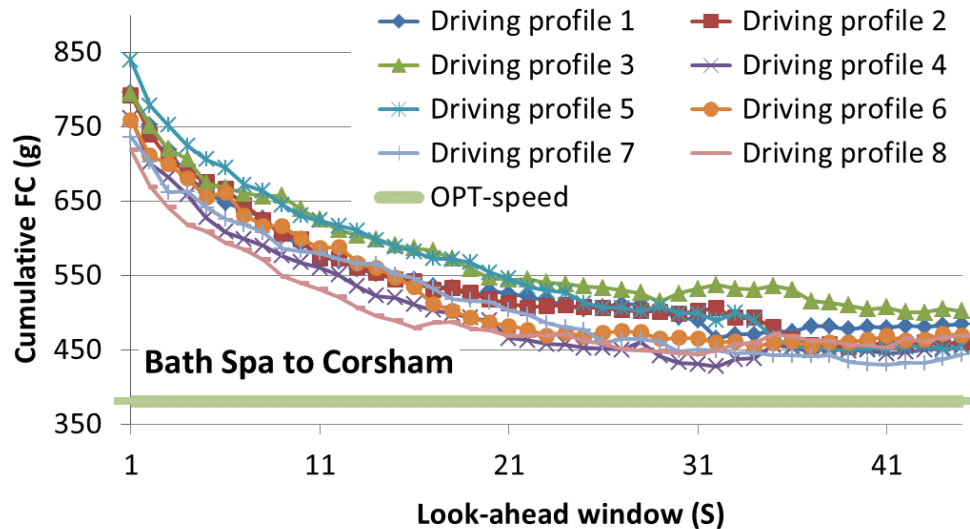 850
750
650
550
450
350
Cumulative FC (g)
Driving profile 1
Driving profile 2
Driving profile 3
Driving profile 4
Driving profile 5
Driving profile 6
Driving profile 7
Driving profile 8
OPT-speed
Bath Spa to Corsham
1 11 21 31 41
Look-ahead window (S)